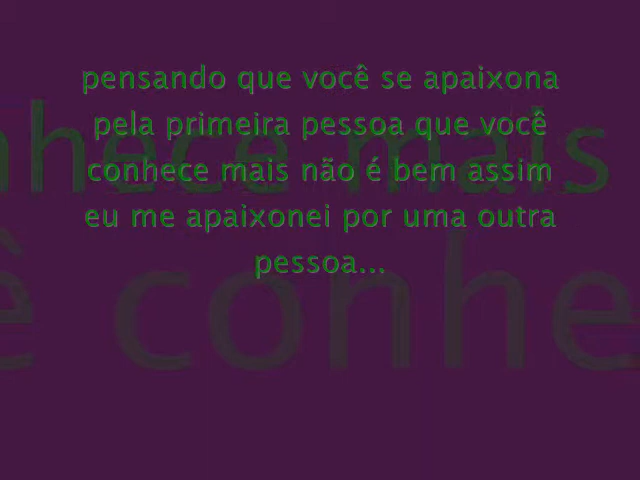 pensando que você se apaixona
pela primeira pessoa que você
conhece mais não é bem assim
eu me apaixonei por uma outra
pessoa...